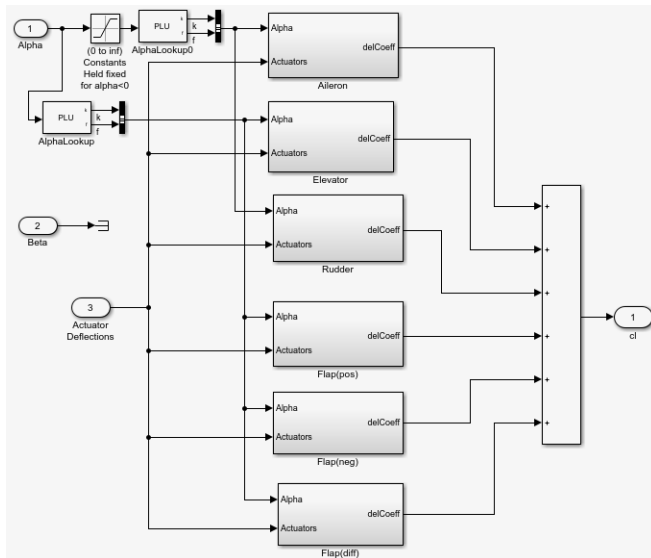 1
Alpha
(0 to inf)
Constants
Held fixed
for alpha<0
PLU
k
f
AlphaLookup0
k
f
PLU
k
f
AlphaLookup
k
f
2
Beta
3
Actuator
Deflections
Alpha
Actuators
delCoeff
Aileron
Alpha
Actuators
delCoeff
Elevator
Alpha
Actuators
delCoeff
Rudder
Alpha
Actuators
delCoeff
Flap(pos)
Alpha
Actuators
delCoeff
Flap(neg)
Alpha
Actuators
delCoeff
Flap(diff)
+
+
+
+
+
+
1
cl